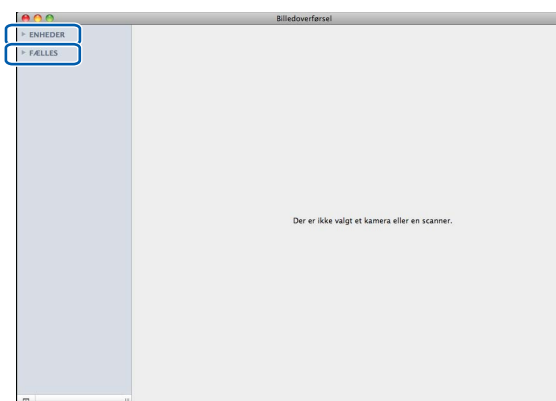 Billedoverførsel
ENHEDER
FÆLLES
Der er ikke valgt et kamera eller en scanner.